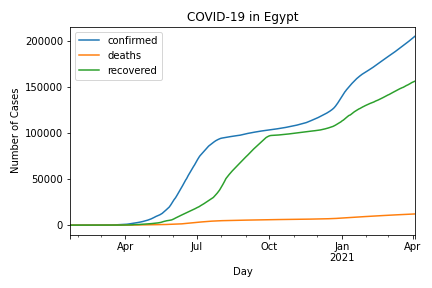 COVID-19 in Egypt
confirmed
deaths
recovered
Number of Cases
200000
150000
100000
50000
0
Apr
Jul
Oct
Jan
2021
Apr
Day